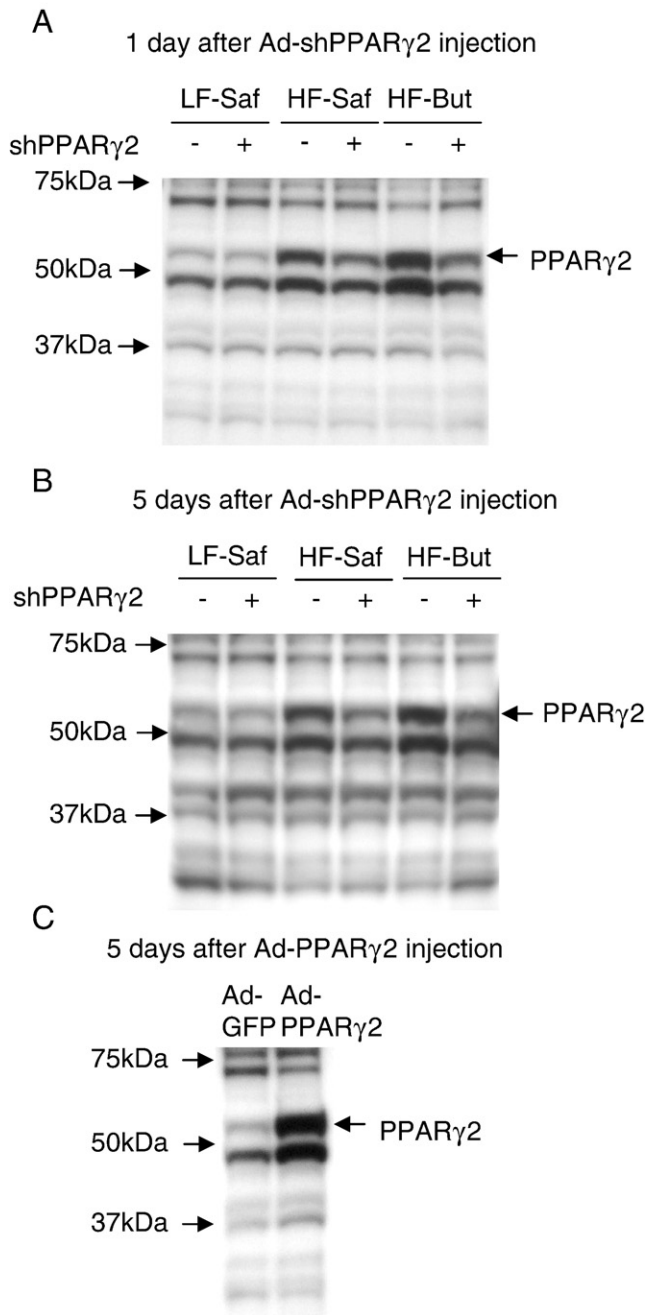 A
1 day after Ad-shPPARγ2 injection
LF-Saf HF-Saf HF-But
shPPARγ2 - + - + - +
75kDa
50kDa
PPARγ2
37kDa
B
5 days after Ad-shPPARγ2 injection
LF-Saf HF-Saf HF-But
shPPARγ2 - + - + - +
75kDa
50kDa
PPARγ2
37kDa
C
5 days after Ad-PPARγ2 injection
Ad- Ad-
GFP PPARγ2
75kDa
50kDa
PPARγ2
37kDa